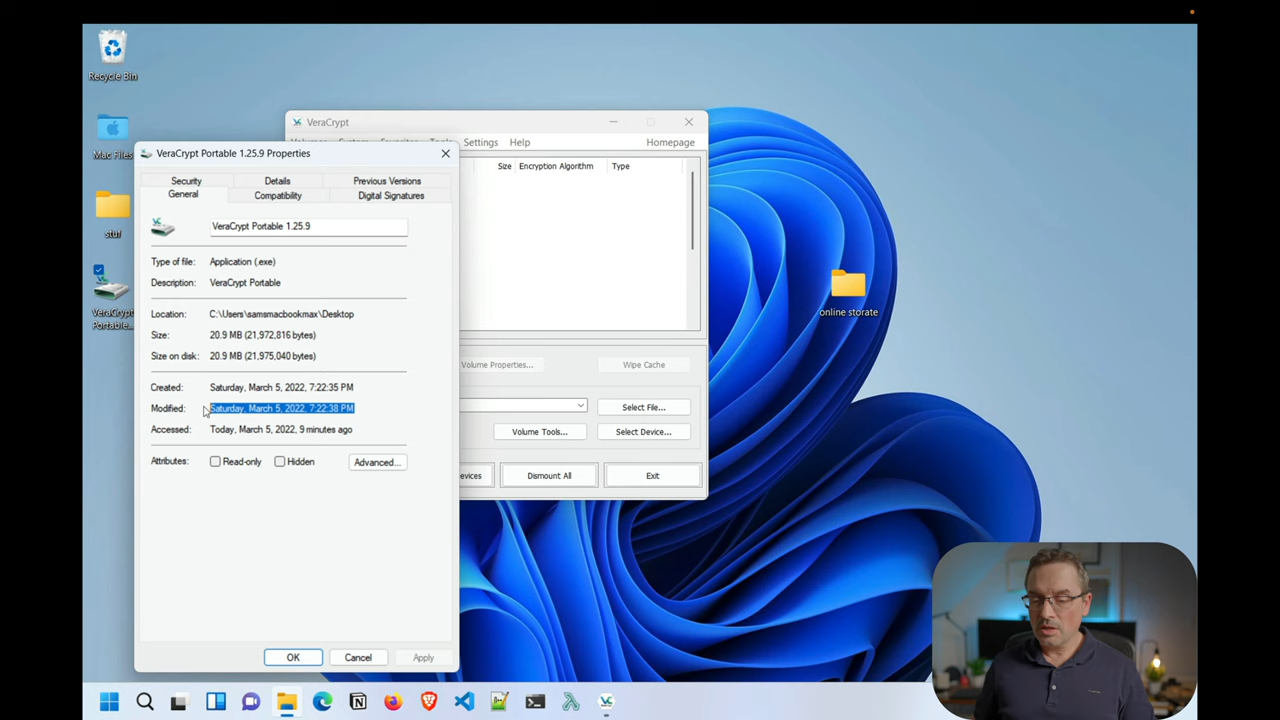 Recycle Bin
Mac Files
stuf
VeraCrypt
Portable...
online storate
VeraCrypt
Settings Help
Homepage
Size Encryption Algorithm Type
Volume Properties... Wipe Cache
Select File...
Volume Tools... Select Device...
Dismount All Exit
VeraCrypt Portable 1.25.9 Properties
Security Details Previous Versions
General Compatibility Digital Signatures
VeraCrypt Portable 1.25.9
Type of file: Application (.exe)
Description: VeraCrypt Portable
Location: C:\Users\samsmacbookmax\Desktop
Size: 20.9 MB (21,972,816 bytes)
Size on disk: 20.9 MB (21,975,040 bytes)
Created: Saturday, March 5, 2022, 7:22:35 PM
Modified: Saturday, March 5, 2022, 7:22:38 PM
Accessed: Today, March 5, 2022, 9 minutes ago
Attributes: Read-only Hidden Advanced...
OK Cancel Apply